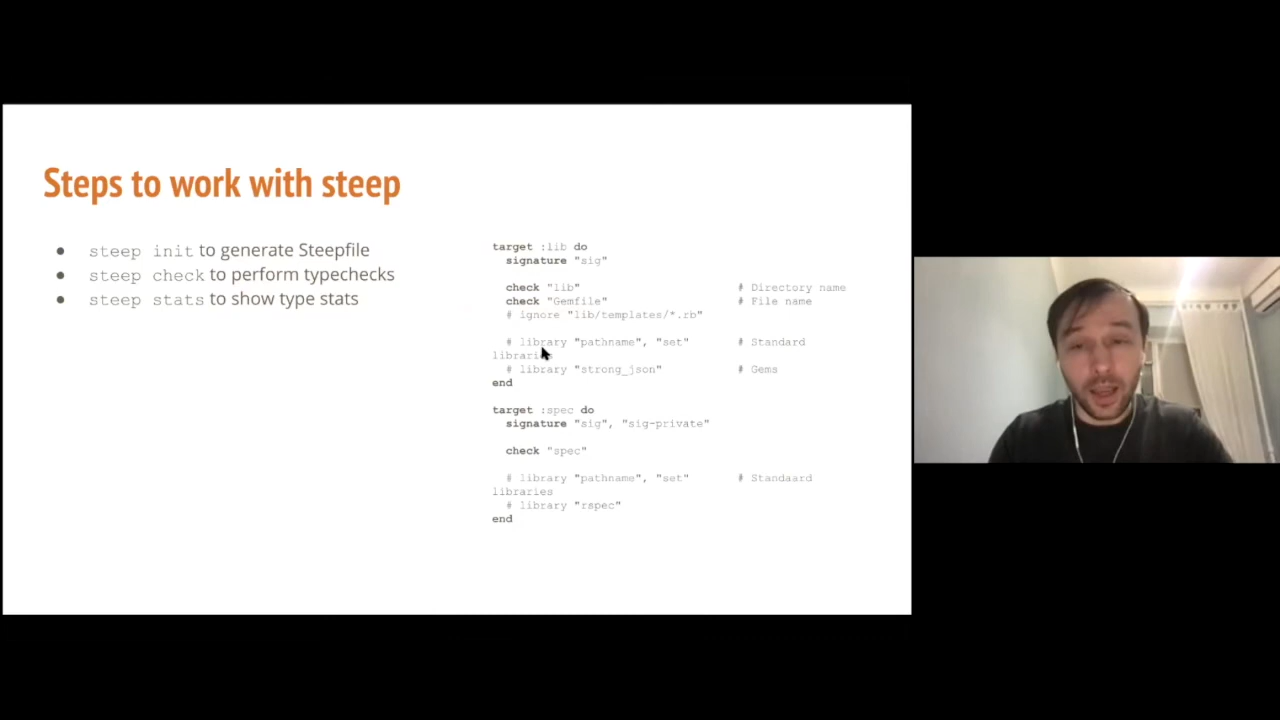 Steps to work with steep
● steep init to generate Steepfile
● steep check to perform typechecks
● steep stats to show type stats
target :lib do
signature "sig"
check "lib" # Directory name
check "Gemfile" # File name
# ignore "lib/templates/*.rb"
# library "pathname", "set" # Standard
libraries
# library "strong_json" # Gems
end
target :spec do
signature "sig", "sig-private"
check "spec"
# library "pathname", "set" # Standaard
libraries
# library "rspec"
end